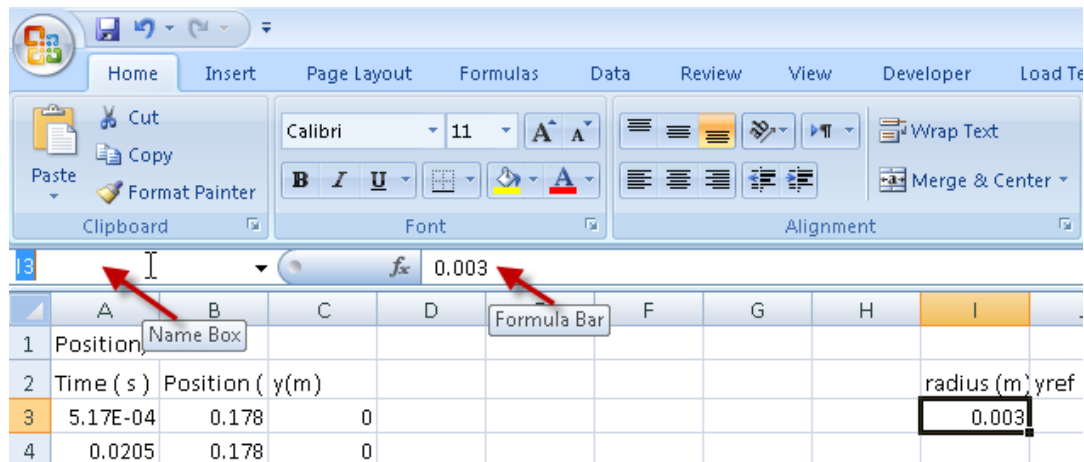 Home Insert Page Layout Formulas Data Review View Developer Load Te
Cut
Copy
Paste
Format Painter
Clipboard
Calibri 11 A A
B I U A
Font
Wrap Text
Merge & Center
Alignment
I3 fx 0.003
Name Box
Formula Bar
A B C D F G H I J
1 Position,
2 Time ( s ) Position ( y(m) radius (m) yref
3 5.17E-04 0.178 0 0.003
4 0.0205 0.178 0